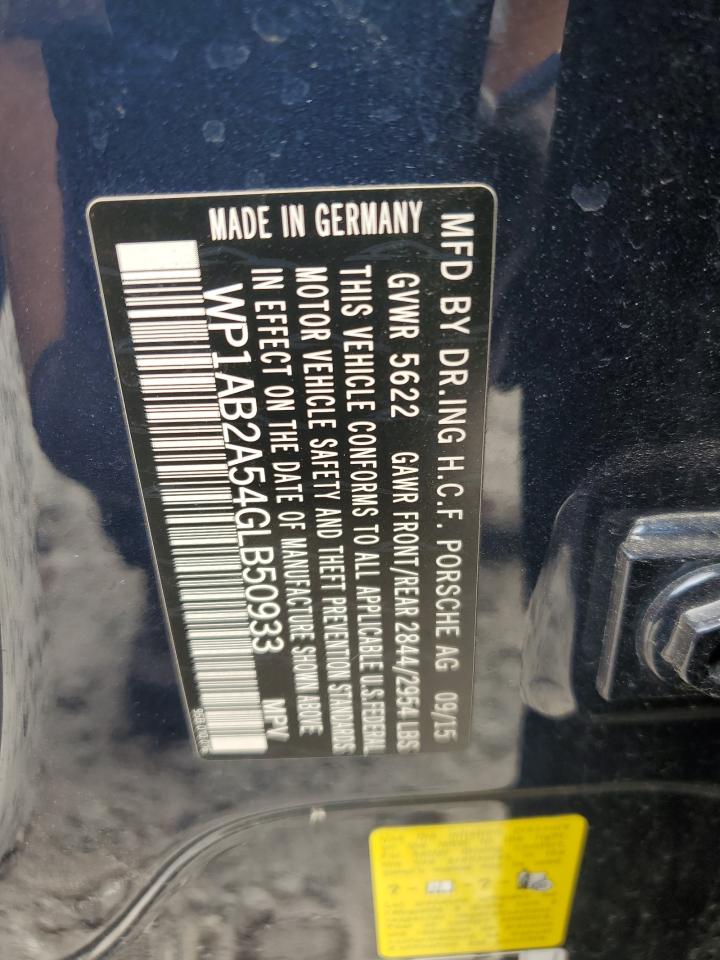 MFD BY DR.ING H.C.F. PORSCHE AG 09/15
GVWR 5622 GAWR FRONT/REAR 2844/2954 LBS
THIS VEHICLE CONFORMS TO ALL APPLICABLE U.S.FEDERAL
MOTOR VEHICLE SAFETY AND THEFT PREVENTION STANDARDS
IN EFFECT ON THE DATE OF MANUFACTURE SHOWN ABOVE
WP1AB2A54GLB50933 MPV
MADE IN GERMANY